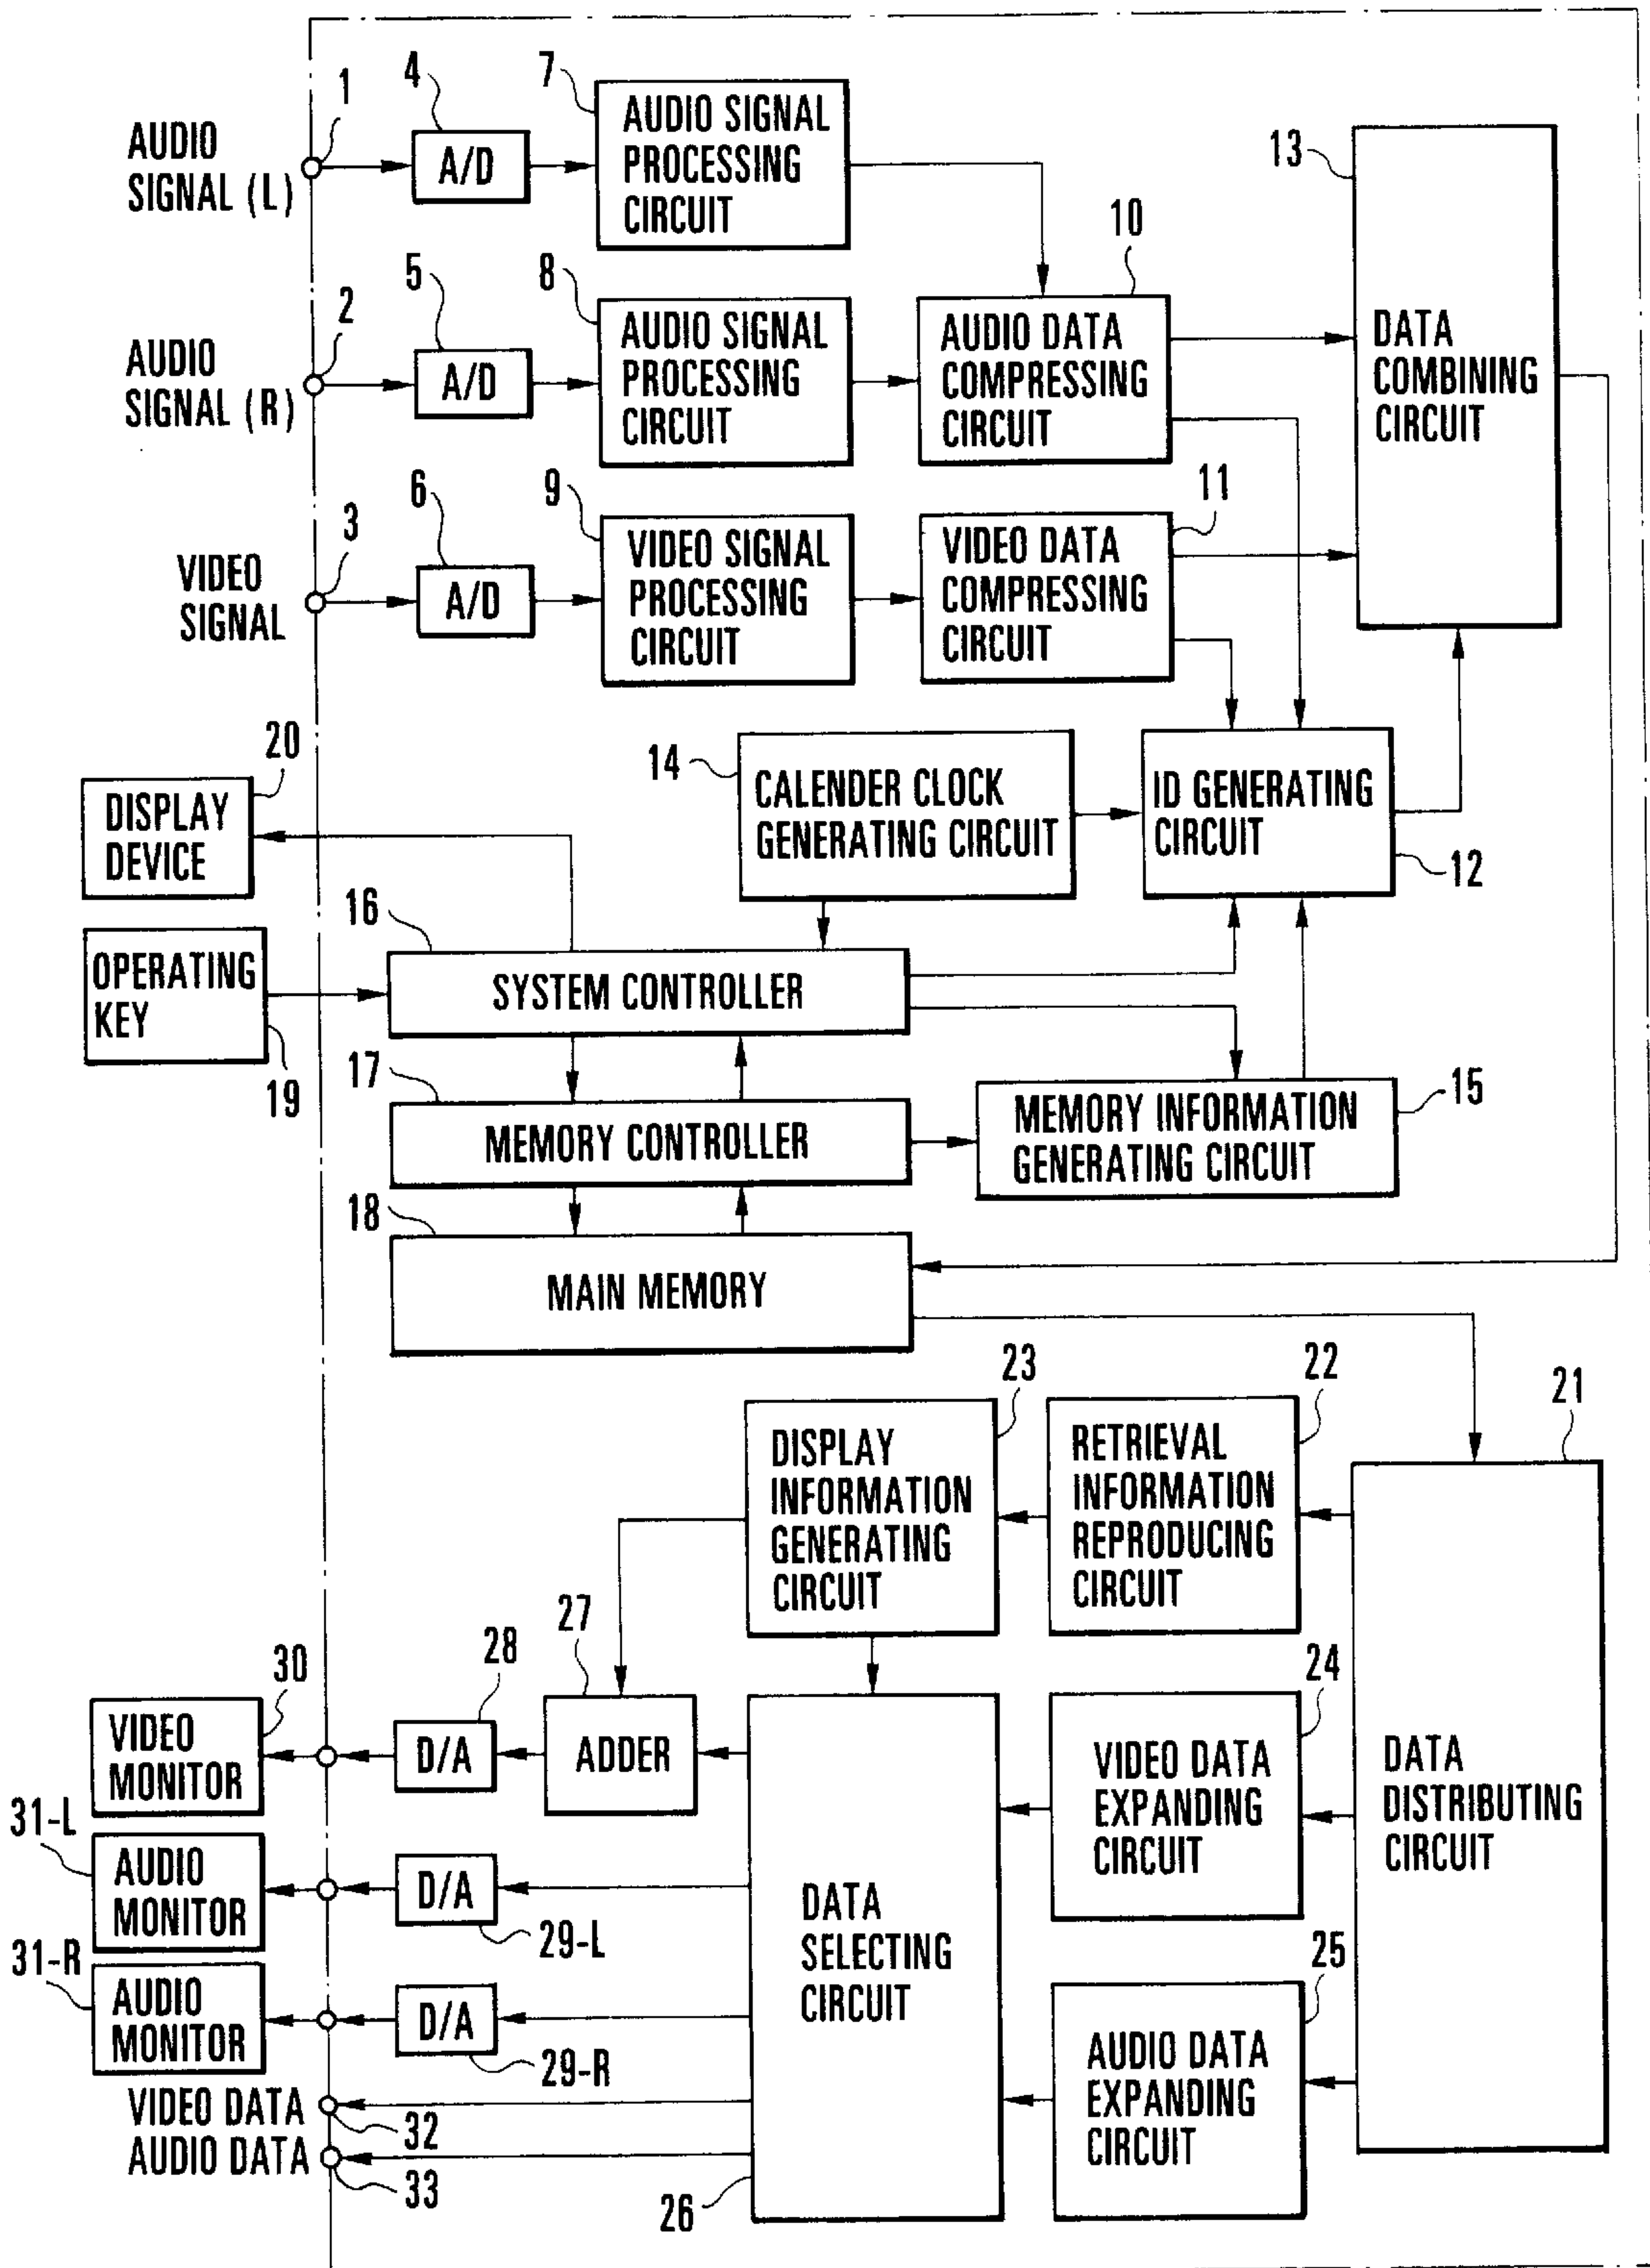 1
4
7
AUDIO
SIGNAL (L)
A/D
AUDIO SIGNAL
PROCESSING
CIRCUIT
13
10
2
5
8
AUDIO
SIGNAL (R)
A/D
AUDIO SIGNAL
PROCESSING
CIRCUIT
AUDIO DATA
COMPRESSING
CIRCUIT
DATA
COMBINING
CIRCUIT
3
6
9
11
VIDEO
SIGNAL
A/D
VIDEO SIGNAL
PROCESSING
CIRCUIT
VIDEO DATA
COMPRESSING
CIRCUIT
20
14
DISPLAY
DEVICE
CALENDER CLOCK
GENERATING CIRCUIT
ID GENERATING
CIRCUIT
12
16
OPERATING
KEY
19
SYSTEM CONTROLLER
17
15
MEMORY CONTROLLER
MEMORY INFORMATION
GENERATING CIRCUIT
18
MAIN MEMORY
23
22
21
DISPLAY
INFORMATION
GENERATING
CIRCUIT
RETRIEVAL
INFORMATION
REPRODUCING
CIRCUIT
30
28
27
24
VIDEO
MONITOR
D/A
ADDER
VIDEO DATA
EXPANDING
CIRCUIT
DATA
DISTRIBUTING
CIRCUIT
31-L
AUDIO
MONITOR
D/A
29-L
DATA
SELECTING
CIRCUIT
31-R
25
AUDIO
MONITOR
D/A
29-R
AUDIO DATA
EXPANDING
CIRCUIT
VIDEO DATA
32
AUDIO DATA
33
26